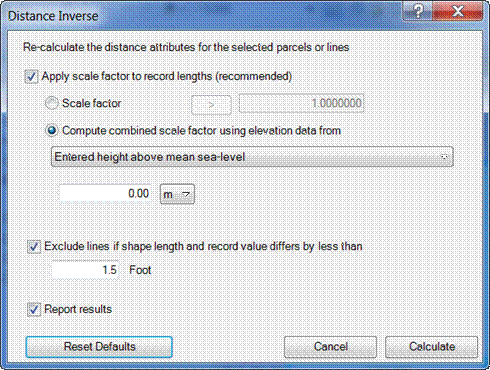 Distance Inverse
Re-calculate the distance attributes for the selected parcels or lines
Apply scale factor to record lengths (recommended)
Scale factor > 1.0000000
Compute combined scale factor using elevation data from
Entered height above mean sea-level
0.00 m
Exclude lines if shape length and record value differs by less than
1.5 Foot
Report results
Reset Defaults Cancel Calculate